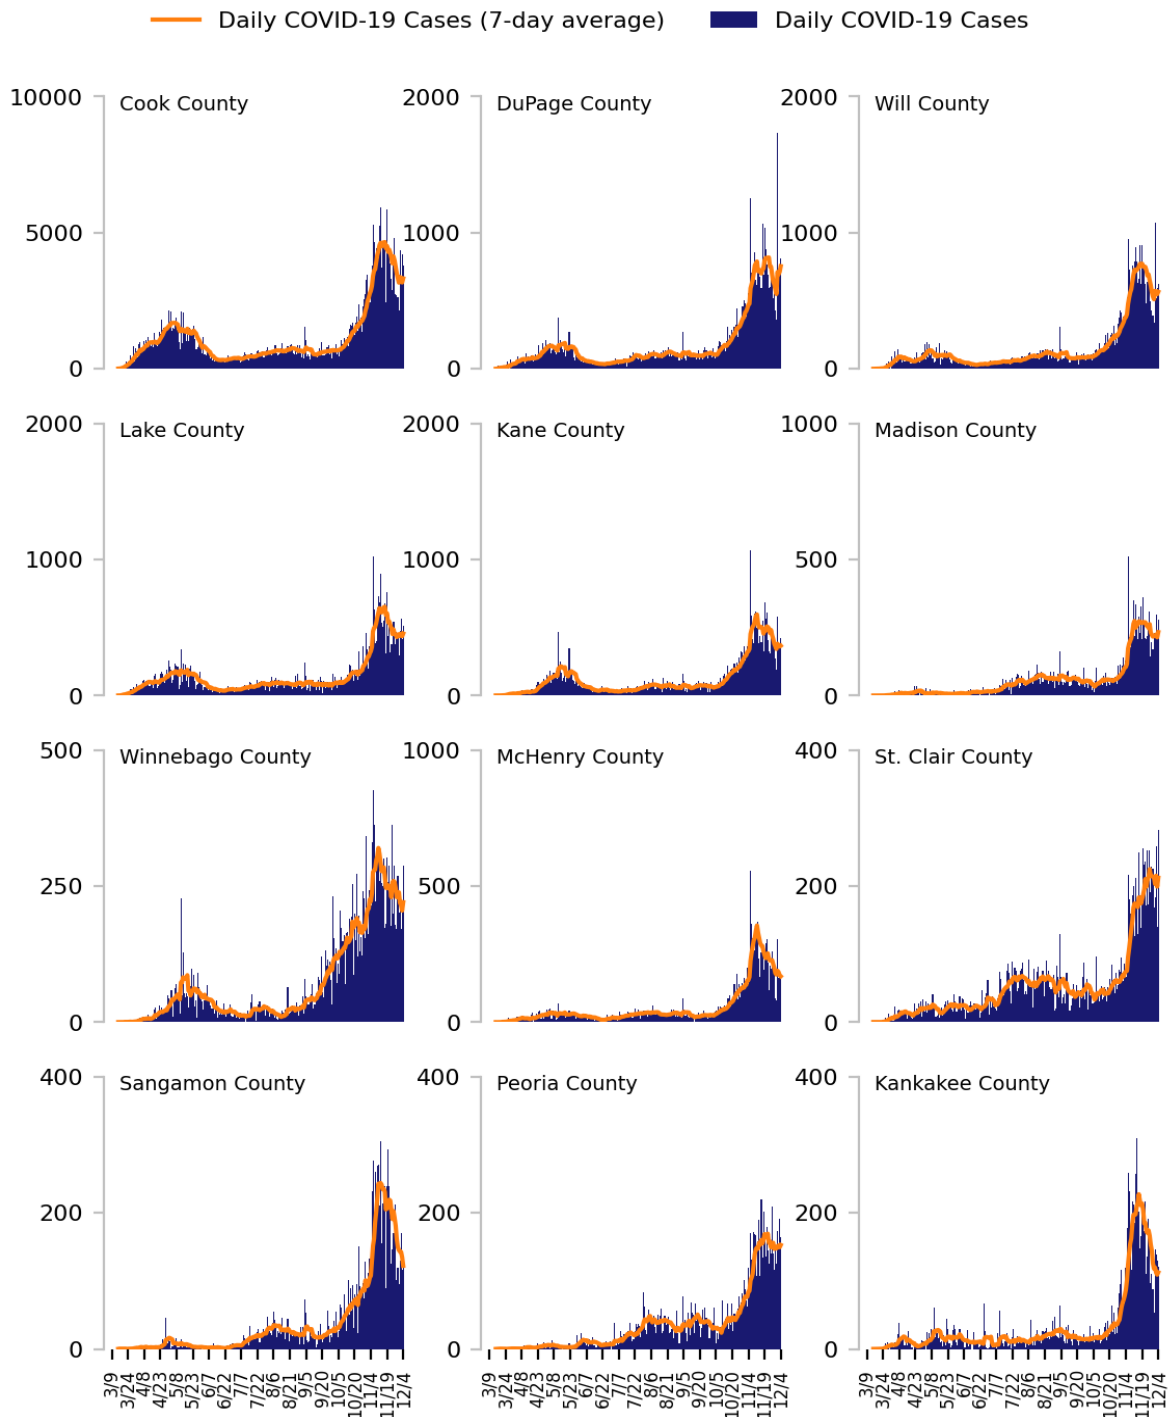 Daily COVID-19 Cases (7-day average) Daily COVID-19 Cases
10000 Cook County 2000 DuPage County 2000 Will County
5000 1000 1000
0 0 0
2000 Lake County 2000 Kane County 1000 Madison County
1000 1000 500
0 0 0
500 Winnebago County 1000 McHenry County 400 St. Clair County
250 500 200
0 0 0
400 Sangamon County 400 Peoria County 400 Kankakee County
200 200 200
0 0 0
3/9 3/24 4/8 4/23 5/8 5/23 6/7 6/22 7/7 7/22 8/6 8/21 9/5 9/20 10/5 10/20 11/4 11/19 12/4 3/9 3/24 4/8 4/23 5/8 5/23 6/7 6/22 7/7 7/22 8/6 8/21 9/5 9/20 10/5 10/20 11/4 11/19 12/4 3/9 3/24 4/8 4/23 5/8 5/23 6/7 6/22 7/7 7/22 8/6 8/21 9/5 9/20 10/5 10/20 11/4 11/19 12/4